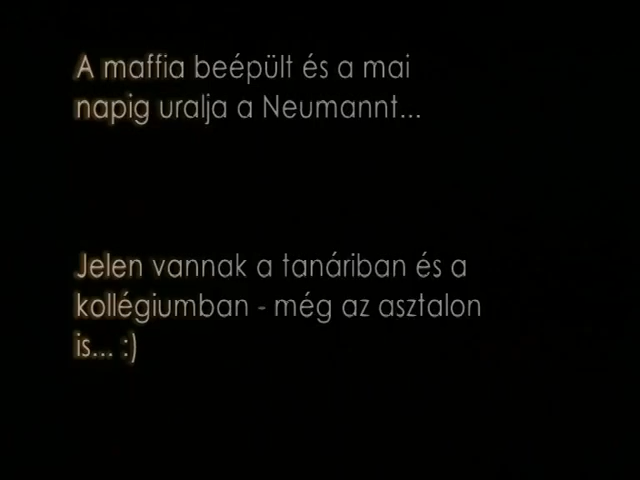 A maffia beépült és a mai
napig uralja a Neumannt...
Jelen vannak a tanáriban és a
kollégiumban - még az asztalon
is... :)